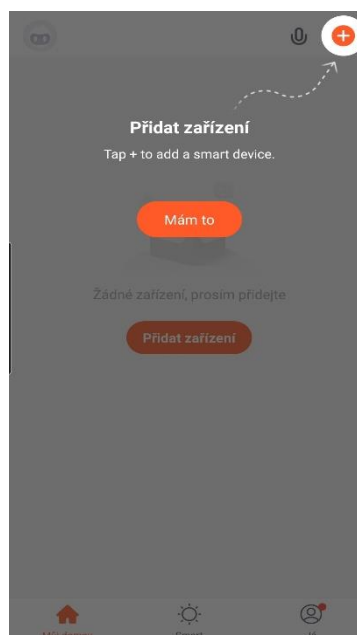 Přidat zařízení
Tap + to add a smart device.
Mám to
Žádné zařízení, prosím přidejte
Přidat zařízení